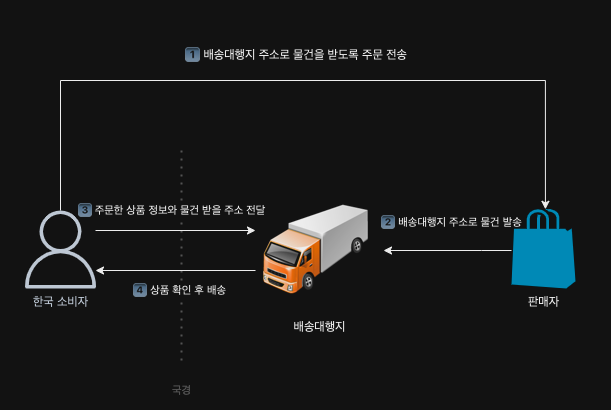 1 배송대행지 주소로 물건을 받도록 주문 전송
3 주문한 상품 정보와 물건 받을 주소 전달
2 배송대행지 주소로 물건 발송
4 상품 확인 후 배송
한국 소비자
판매자
배송대행지
국경